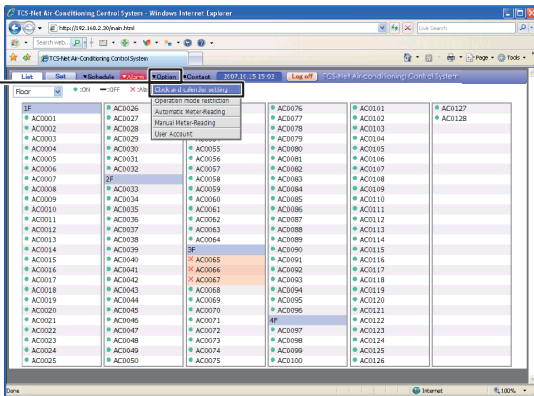 TCS-Net Air-Conditioning Control System - Windows Internet Explorer
http://192.168.2.30/main.html
Live Search
Search web...
TCS-Net Air-Conditioning Control System
Page Tools
List Set ▼Schedule ▼Alarm ▼Option ▼Contact 2007.10.15 15:02 Log off TCS-Net Air-conditioning Control System
Floor ●:ON —:OFF ×:Ala
Clock and calender setting
Operation mode restriction
Automatic Meter-Reading
Manual Meter-Reading
User Account
1F
AC0001
AC0002
AC0003
AC0004
AC0005
AC0006
AC0007
AC0008
AC0009
AC0010
AC0011
AC0012
AC0013
AC0014
AC0015
AC0016
AC0017
AC0018
AC0019
AC0020
AC0021
AC0022
AC0023
AC0024
AC0025
AC0026
AC0027
AC0028
AC0029
AC0030
AC0031
AC0032
2F
AC0033
AC0034
AC0035
AC0036
AC0037
AC0038
AC0039
AC0040
AC0041
AC0042
AC0043
AC0044
AC0045
AC0046
AC0047
AC0048
AC0049
AC0050
AC0055
AC0056
AC0057
AC0058
AC0059
AC0060
AC0061
AC0062
AC0063
AC0064
3F
AC0065
AC0066
AC0067
AC0068
AC0069
AC0070
AC0071
AC0072
AC0073
AC0074
AC0075
AC0076
AC0077
AC0078
AC0079
AC0080
AC0081
AC0082
AC0083
AC0084
AC0085
AC0086
AC0087
AC0088
AC0089
AC0090
AC0091
AC0092
AC0093
AC0094
AC0095
AC0096
4F
AC0097
AC0098
AC0099
AC0100
AC0101
AC0102
AC0103
AC0104
AC0105
AC0106
AC0107
AC0108
AC0109
AC0110
AC0111
AC0112
AC0113
AC0114
AC0115
AC0116
AC0117
AC0118
AC0119
AC0120
AC0121
AC0122
AC0123
AC0124
AC0125
AC0126
AC0127
AC0128
Done Internet 100%